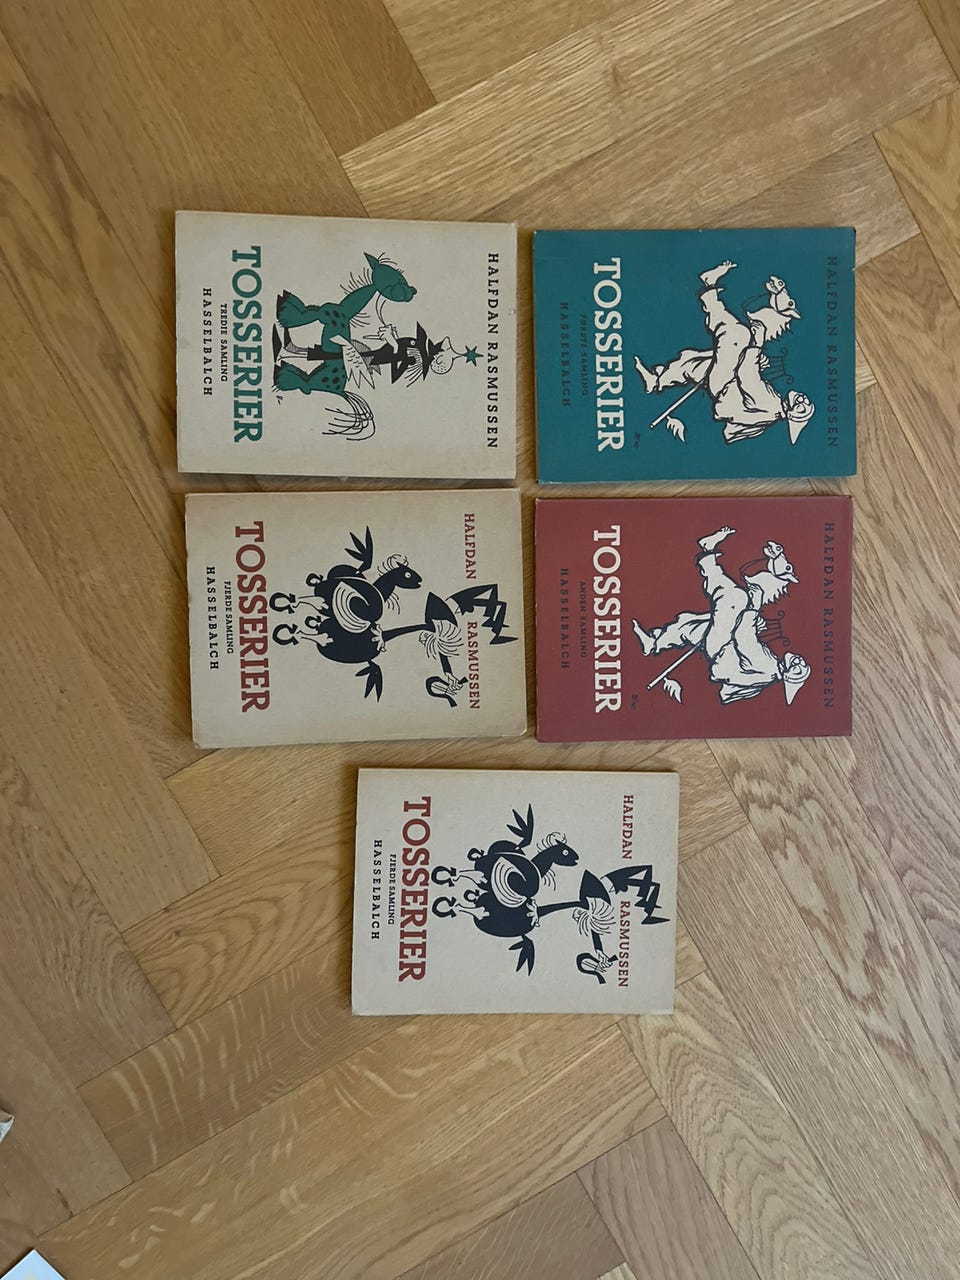 HALFDAN RASMUSSEN
TOSSERIER
FØRSTE SAMLING
HASSELBALCH
HALFDAN RASMUSSEN
TOSSERIER
ANDEN SAMLING
HASSELBALCH
HALFDAN RASMUSSEN
TOSSERIER
TREDIE SAMLING
HASSELBALCH
HALFDAN RASMUSSEN
TOSSERIER
FJERDE SAMLING
HASSELBALCH
HALFDAN RASMUSSEN
TOSSERIER
FJERDE SAMLING
HASSELBALCH